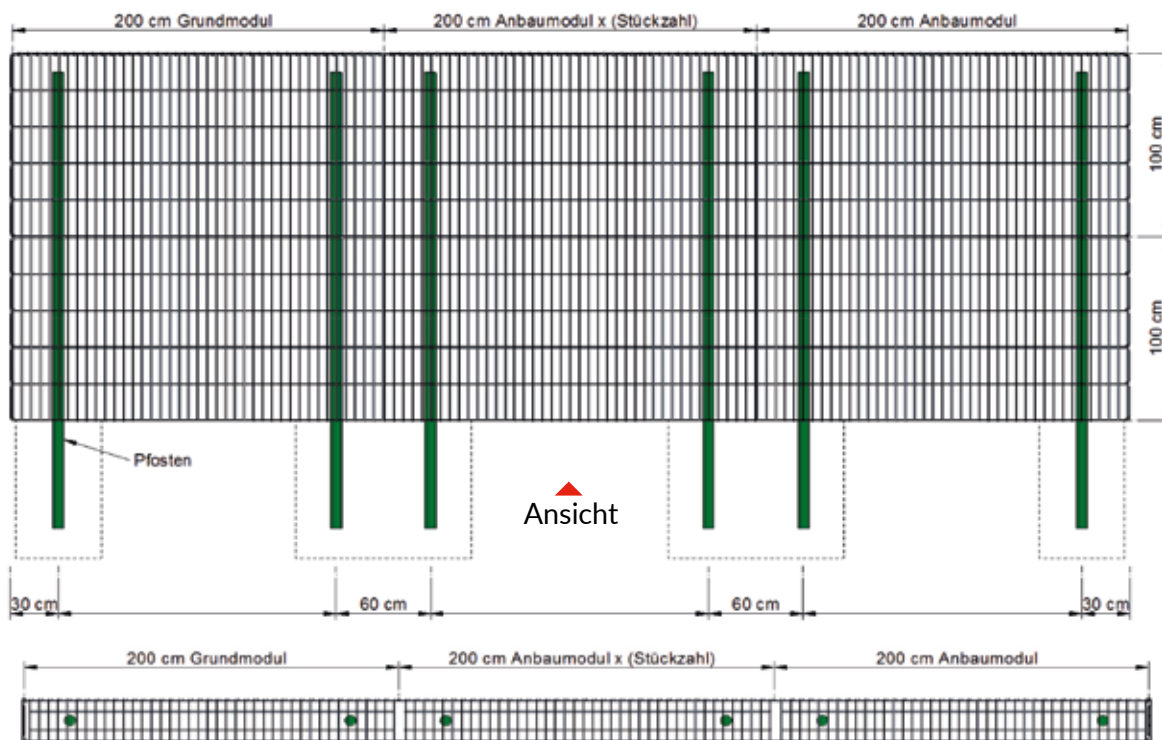 200 cm Grundmodul
200 cm Anbaumodul x (Stückzahl)
200 cm Anbaumodul
100 cm
100 cm
Pfosten
Ansicht
30 cm
60 cm
60 cm
30 cm
200 cm Grundmodul
200 cm Anbaumodul x (Stückzahl)
200 cm Anbaumodul